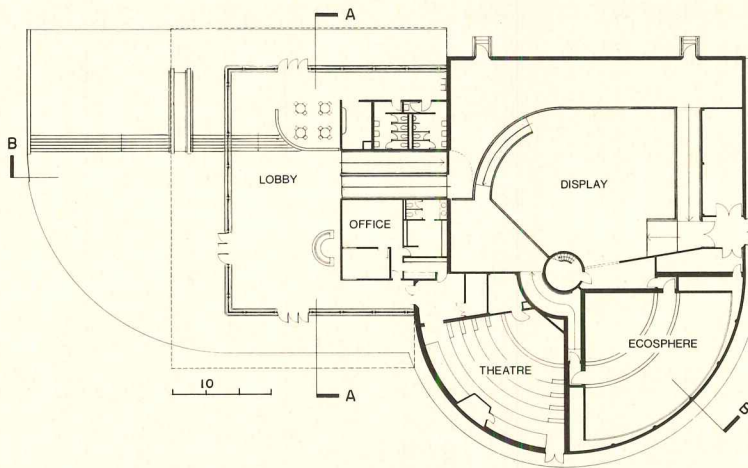 A
B
LOBBY
DISPLAY
OFFICE
ECOSPHERE
THEATRE
10
A
B